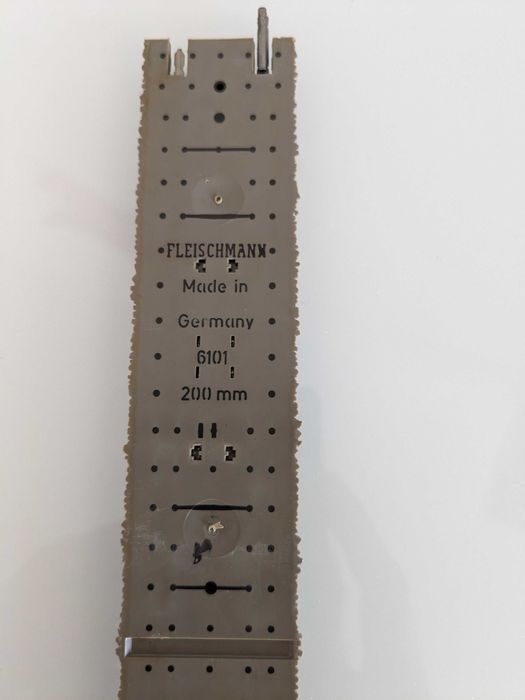 FLEISCHMANN
Made in
Germany
6101
200 mm